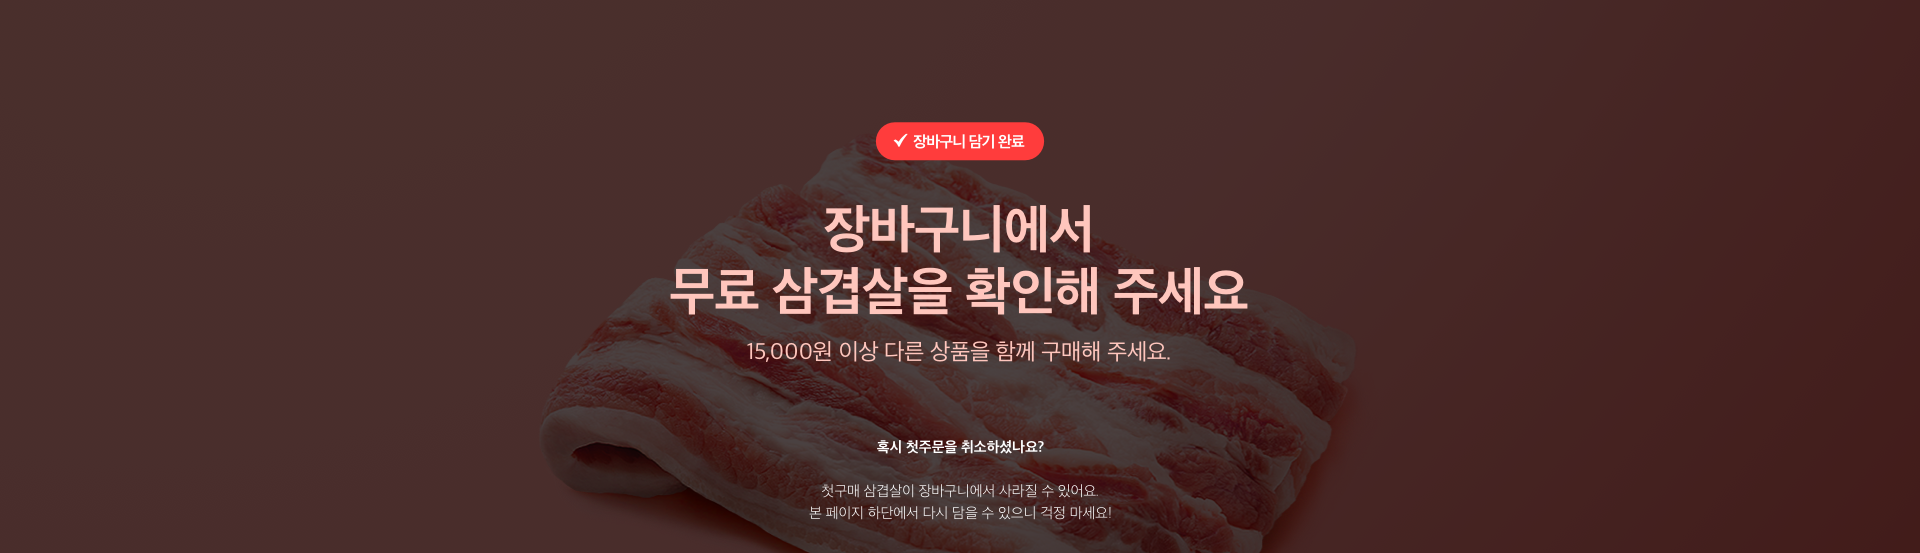 장바구니 담기 완료
장바구니에서
무료 삼겹살을 확인해 주세요
15,000원 이상 다른 상품을 함께 구매해 주세요.
혹시 첫주문을 취소하셨나요?
첫구매 삼겹살이 장바구니에서 사라질 수 있어요.
본 페이지 하단에서 다시 담을 수 있으니 걱정 마세요!